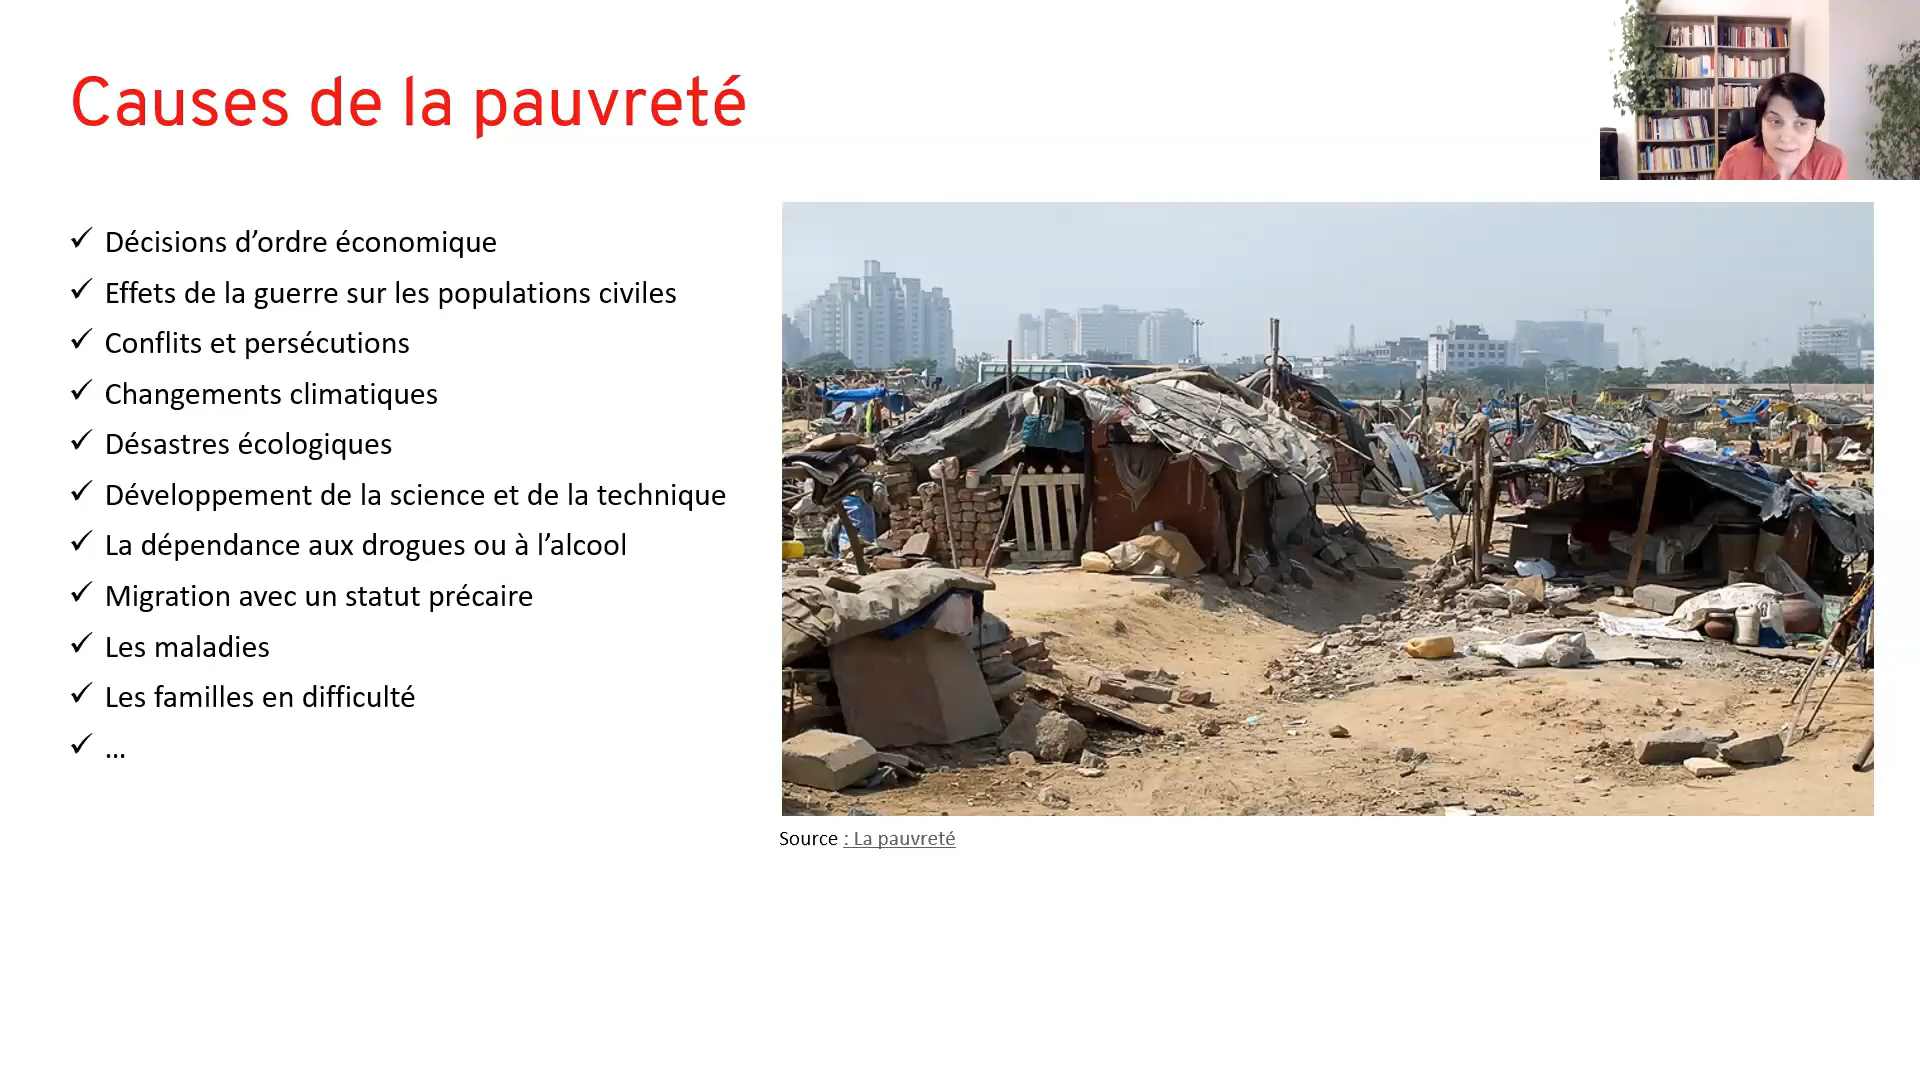 Causes de la pauvreté
✓ Décisions d’ordre économique
✓ Effets de la guerre sur les populations civiles
✓ Conflits et persécutions
✓ Changements climatiques
✓ Désastres écologiques
✓ Développement de la science et de la technique
✓ La dépendance aux drogues ou à l’alcool
✓ Migration avec un statut précaire
✓ Les maladies
✓ Les familles en difficulté
✓ ...
Source : La pauvreté